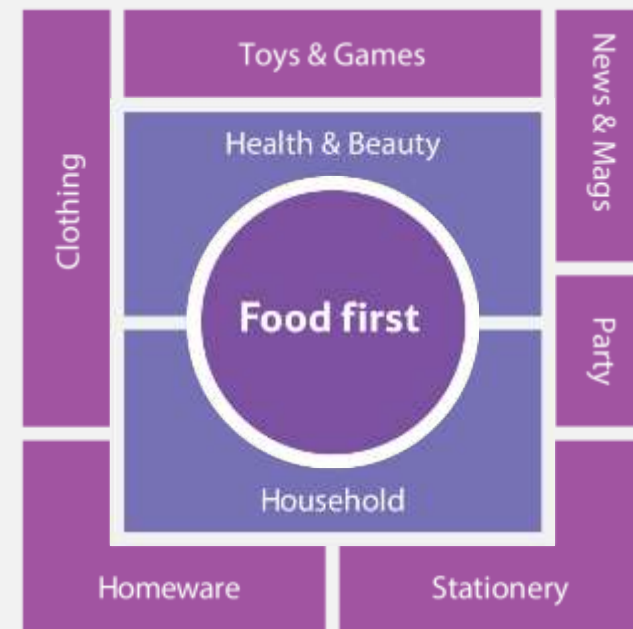 Toys & Games
News & Mags
Health & Beauty
Clothing
Food first
Party
Household
Homeware
Stationery